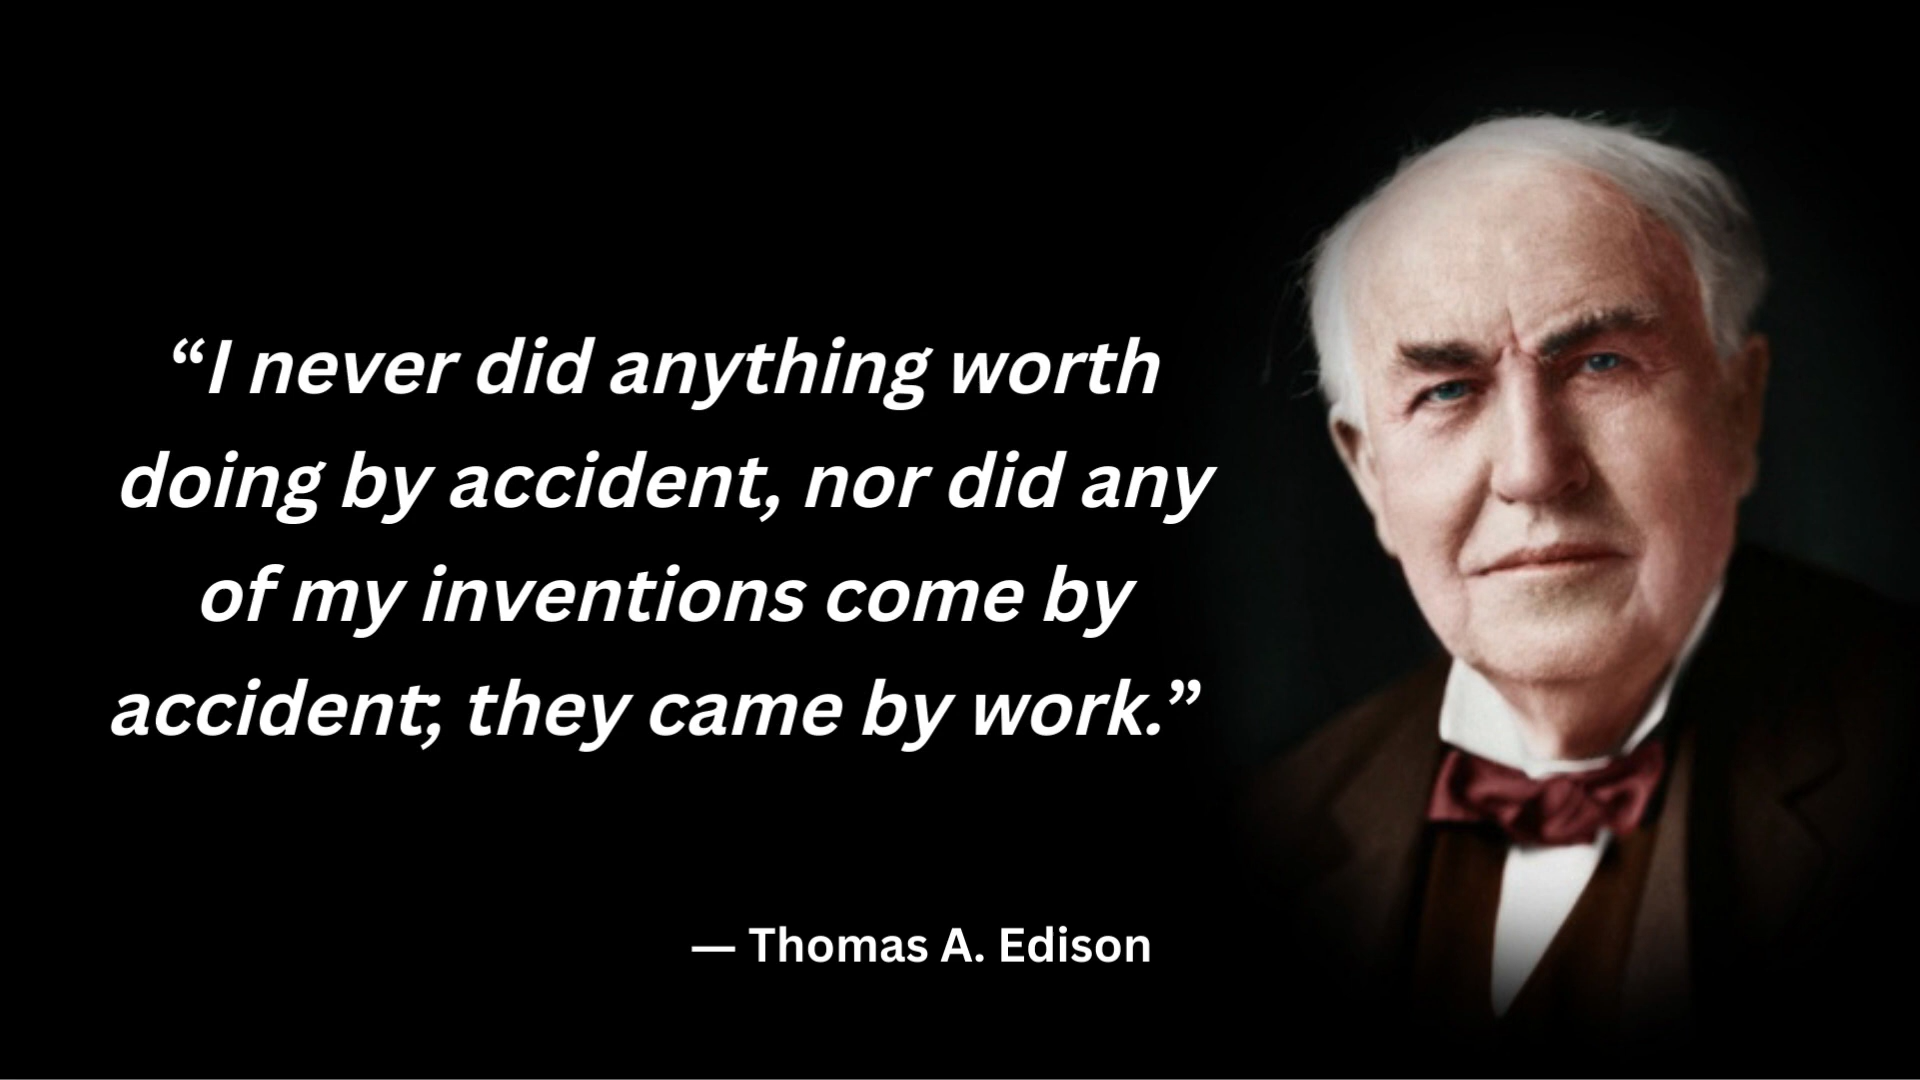 “I never did anything worth
doing by accident, nor did any
of my inventions come by
accident; they came by work.”
— Thomas A. Edison